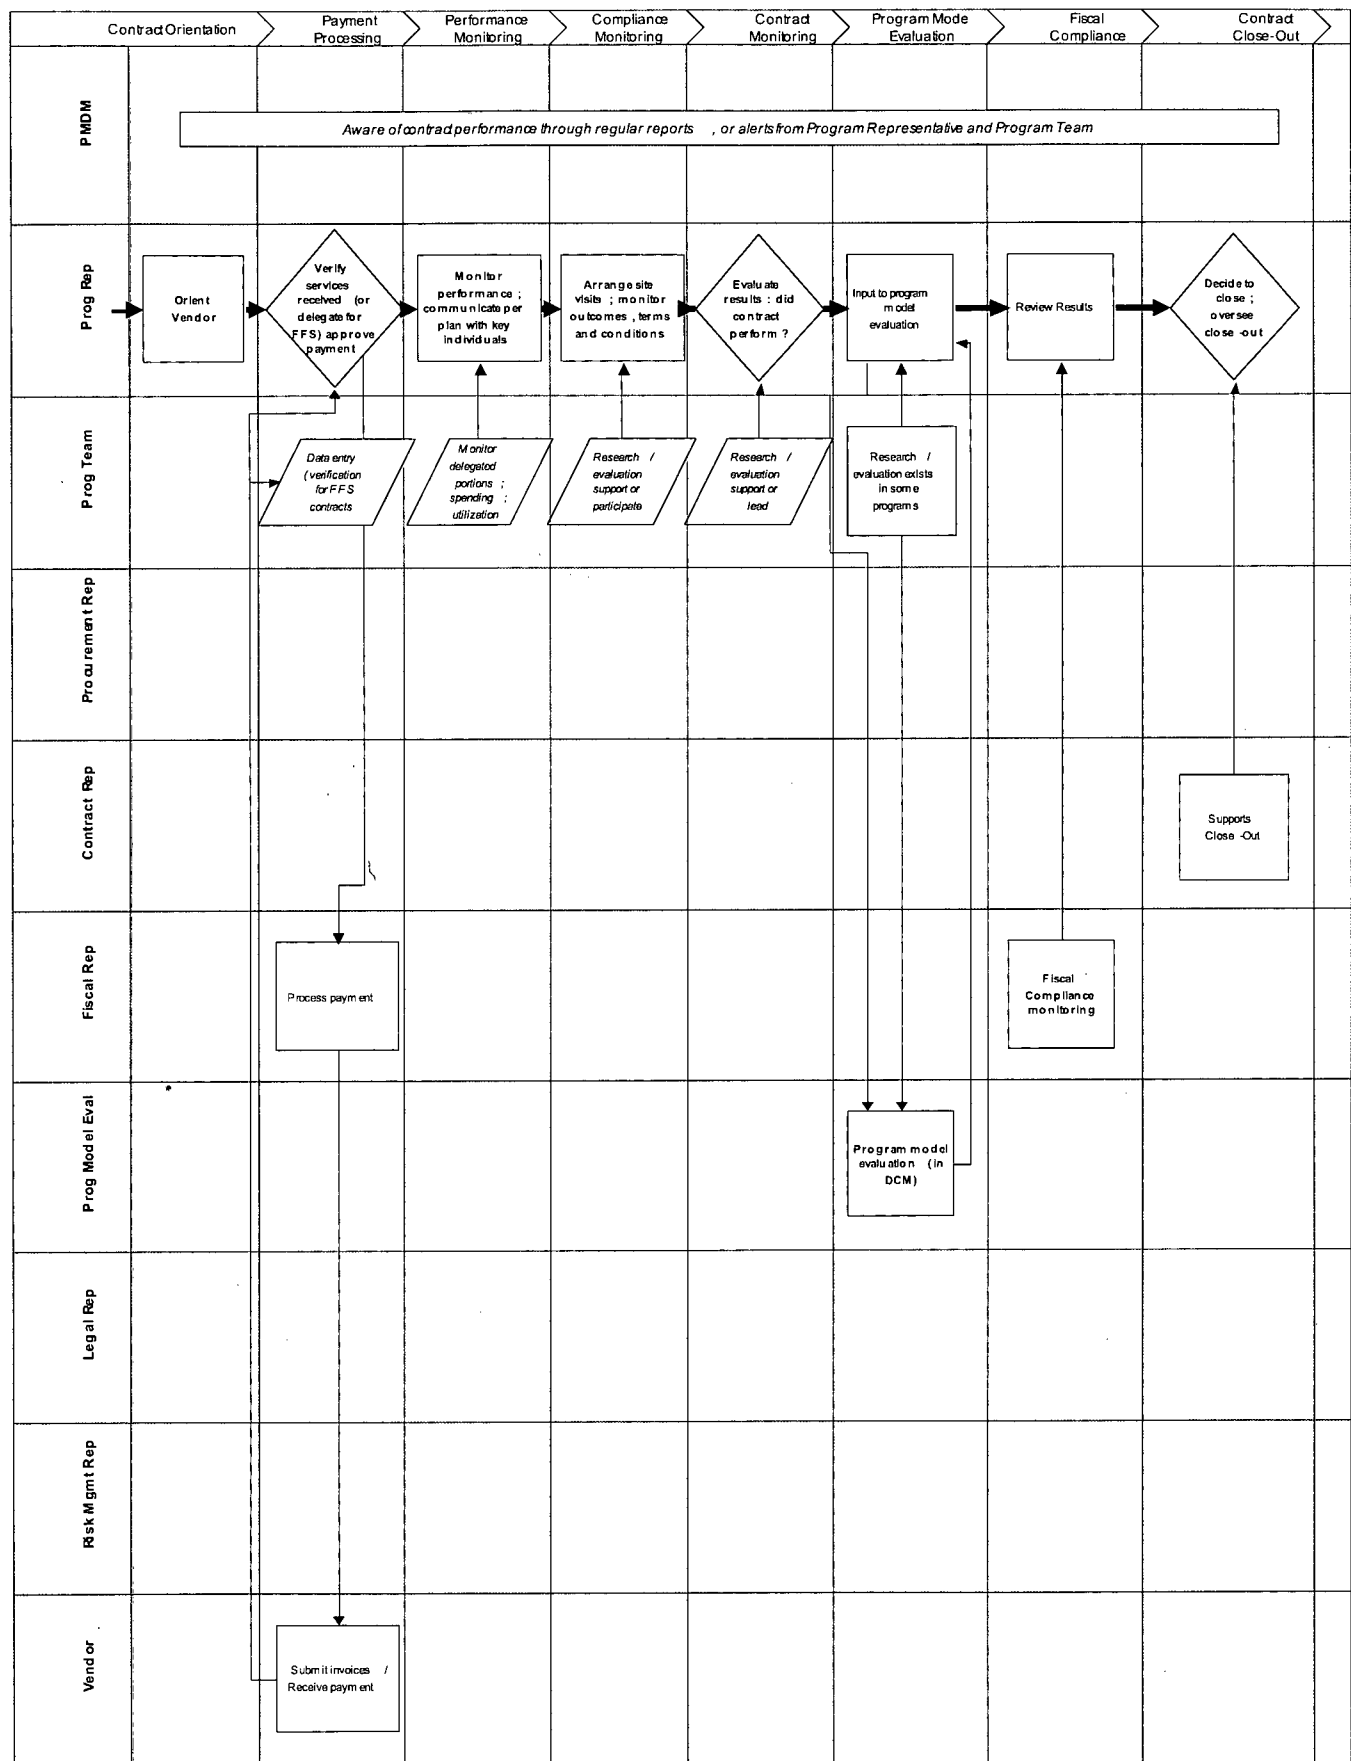 Contract Orientation
Payment
Processing
Performance
Monitoring
Compliance
Monitoring
Contract
Monitoring
Program Mode
Evaluation
Fiscal
Compliance
Contract
Close-Out
PMDM
Aware of contract performance through regular reports , or alerts from Program Representative and Program Team
Prog Rep
Orient
Vendor
Verify
services
received (or
delegate for
FFS) approve
payment
Monitor
performance ;
communicate per
plan with key
individuals
Arrange site
visits ; monitor
outcomes , terms
and conditions
Evaluate
results : did
contract
perform ?
Input to program
model
evaluation
Review Results
Decide to
close ;
oversee
close -out
Prog Team
Data entry
(verification
for FFS
contracts
Monitor
delegated
portions ;
spending ;
utilization
Research /
evaluation
support or
participate
Research /
evaluation
support or
lead
Research /
evaluation exists
in some
programs
Procurement Rep
Contract Rep
Supports
Close -Out
Fiscal Rep
Process payment
Fiscal
Compliance
monitoring
Prog Model Eval
Program model
evaluation (in
DCM)
Legal Rep
Risk Mgmt Rep
Vendor
Submit invoices /
Receive payment